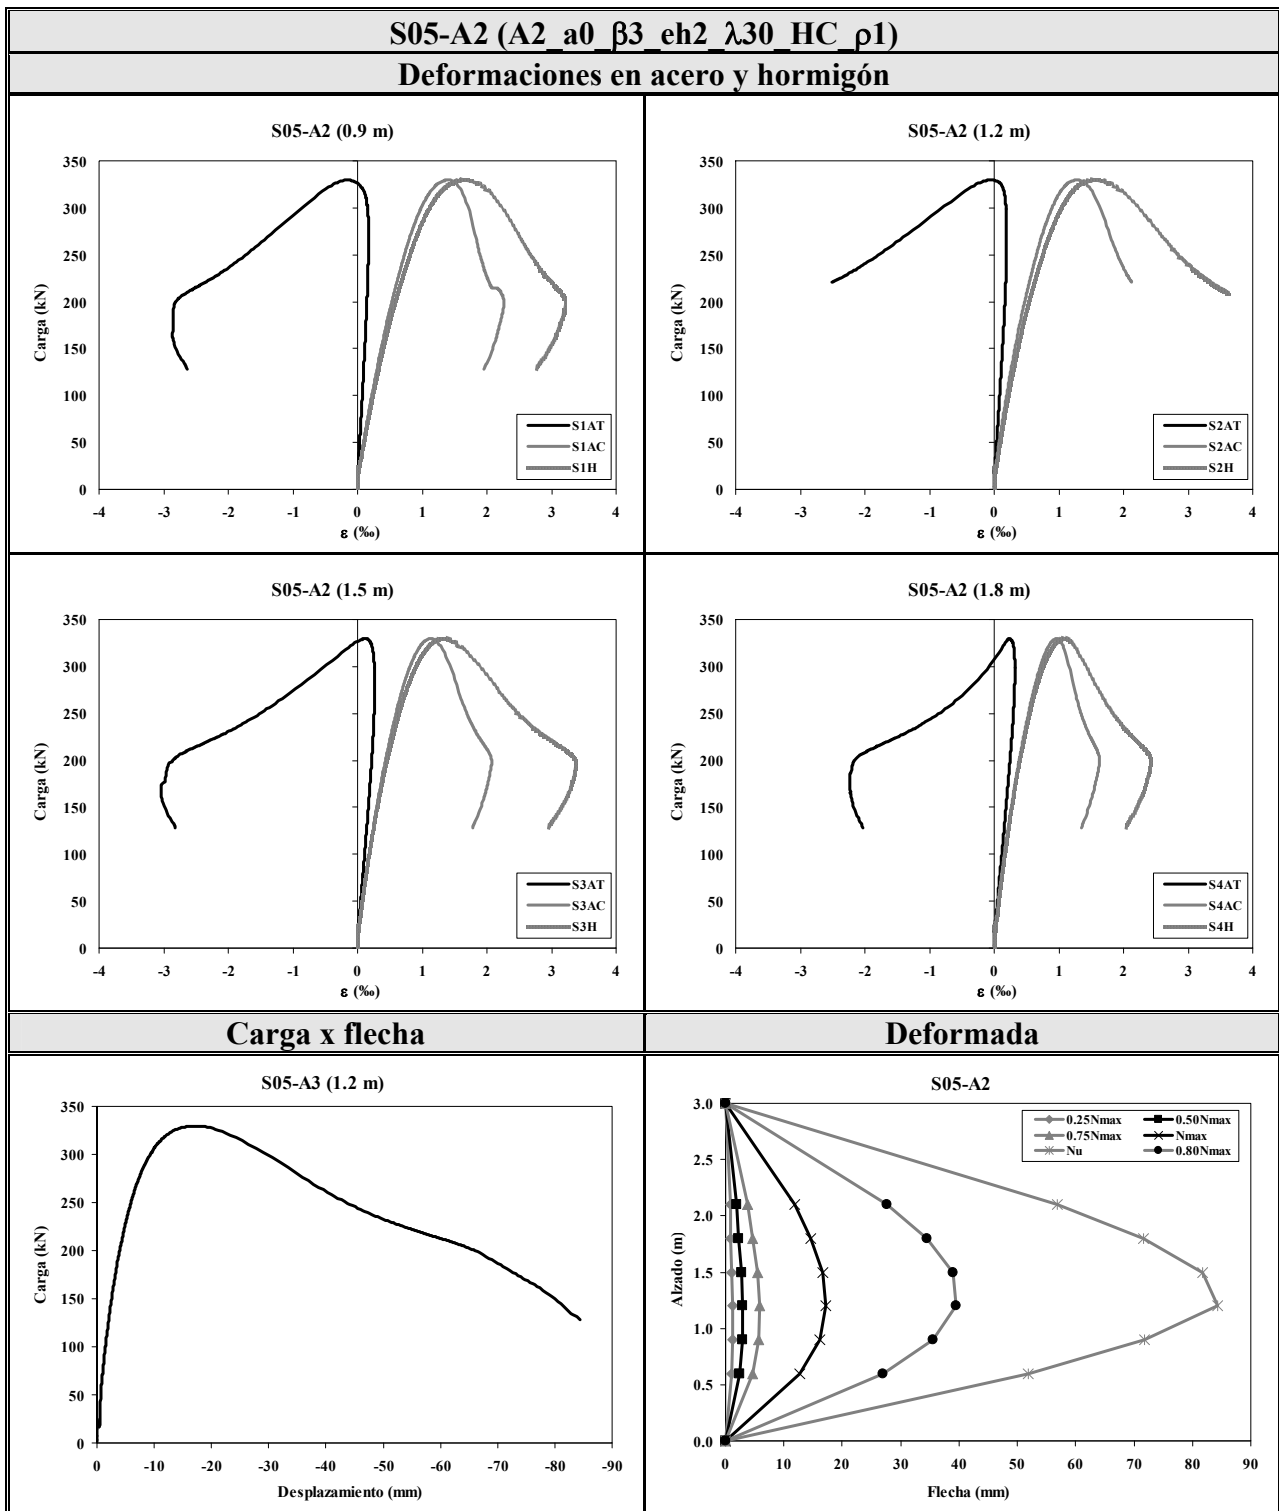 S05-A2 (A2_a0_β3_eh2_λ30_HC_ρ1)
Deformaciones en acero y hormigón
S05-A2 (0.9 m)
350
300
250
200
150
100
50
0
Carga (kN)
-4 -3 -2 -1 0 1 2 3 4
ε (‰)
S1AT
S1AC
S1H
S05-A2 (1.2 m)
350
300
250
200
150
100
50
0
Carga (kN)
-4 -3 -2 -1 0 1 2 3 4
ε (‰)
S2AT
S2AC
S2H
S05-A2 (1.5 m)
350
300
250
200
150
100
50
0
Carga (kN)
-4 -3 -2 -1 0 1 2 3 4
ε (‰)
S3AT
S3AC
S3H
S05-A2 (1.8 m)
350
300
250
200
150
100
50
0
Carga (kN)
-4 -3 -2 -1 0 1 2 3 4
ε (‰)
S4AT
S4AC
S4H
Carga x flecha
S05-A3 (1.2 m)
350
300
250
200
150
100
50
0
Carga (kN)
0 -10 -20 -30 -40 -50 -60 -70 -80 -90
Desplazamiento (mm)
Deformada
S05-A2
3.0
2.5
2.0
1.5
1.0
0.5
0.0
Alzado (m)
0.25Nmax 0.50Nmax
0.75Nmax Nmax
Nu 0.80Nmax
0 10 20 30 40 50 60 70 80 90
Flecha (mm)